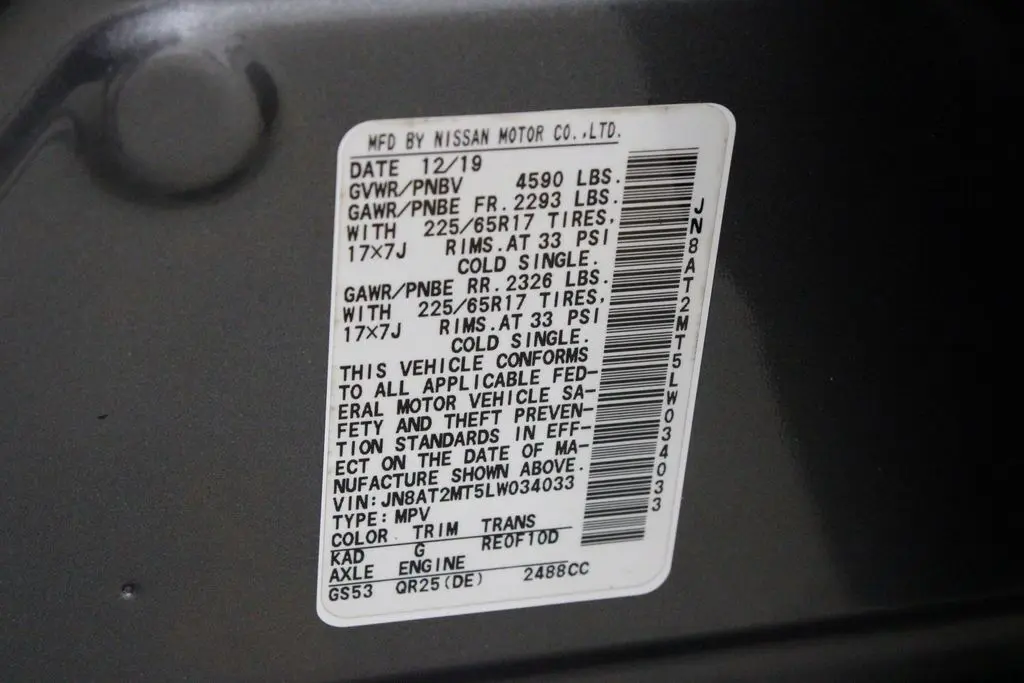 MFD BY NISSAN MOTOR CO.,LTD.
DATE 12/19
GVWR/PNBV 4590 LBS.
GAWR/PNBE FR. 2293 LBS.
WITH 225/65R17 TIRES,
17×7J RIMS.AT 33 PSI
COLD SINGLE.
GAWR/PNBE RR. 2326 LBS.
WITH 225/65R17 TIRES,
17×7J RIMS.AT 33 PSI
COLD SINGLE.
THIS VEHICLE CONFORMS
TO ALL APPLICABLE FED-
ERAL MOTOR VEHICLE SA-
FETY AND THEFT PREVEN-
TION STANDARDS IN EFF-
ECT ON THE DATE OF MA-
NUFACTURE SHOWN ABOVE.
VIN:JN8AT2MT5LW034033
TYPE:MPV
COLOR TRIM TRANS
KAD G RE0F10D
AXLE ENGINE
GS53 QR25(DE) 2488CC
JN8AT2MT5LW034033